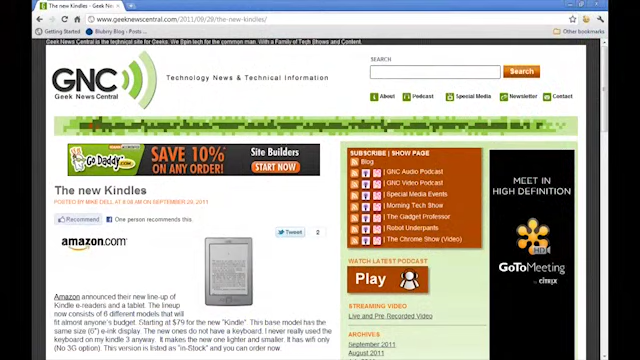 The new Kindles
www.geeknewscentral.com/2011/09/29/the-new-kindles/
Getting Started
Blubrry Blog - Posts ...
Other bookmarks
Geek News Central is the technical site for Geeks. We Spin tech for the common man. With a Family of Tech Shows and Content.
GNC
Geek News Central
Technology News & Technical Information
SEARCH
Search
About
Podcast
Special Media
Newsletter
Contact
Go Daddy.com
SAVE 10%
ON ANY ORDER!
Site Builders
START NOW
The new Kindles
POSTED BY MIKE DELL AT 8:08 AM ON SEPTEMBER 29, 2011
Recommend
One person recommends this.
Tweet
2
amazon.com
Amazon announced their new line-up of
Kindle e-readers and a tablet. The lineup
now consists of 6 different models that will
fit almost anyone's budget. Starting at $79 for the new "Kindle". This base model has the
same size (6") e-ink display. The new ones do not have a keyboard. I never really used the
keyboard on my kindle 3 anyway. It makes the new one lighter and smaller. It has wifi only
(No 3G option). This version is listed as "in-Stock" and you can order now.
SUBSCRIBE | SHOW PAGE
Blog
| GNC Audio Podcast
| GNC Video Podcast
| Special Media Events
| Morning Tech Show
| The Gadget Professor
| Robot Underpants
| The Chrome Show (Video)
WATCH LATEST PODCAST
Play
STREAMING VIDEO
Live and Pre-Recorded Video
ARCHIVES
September 2011
August 2011
MEET IN
HIGH DEFINITION
HD
GoToMeeting
by CITRIX